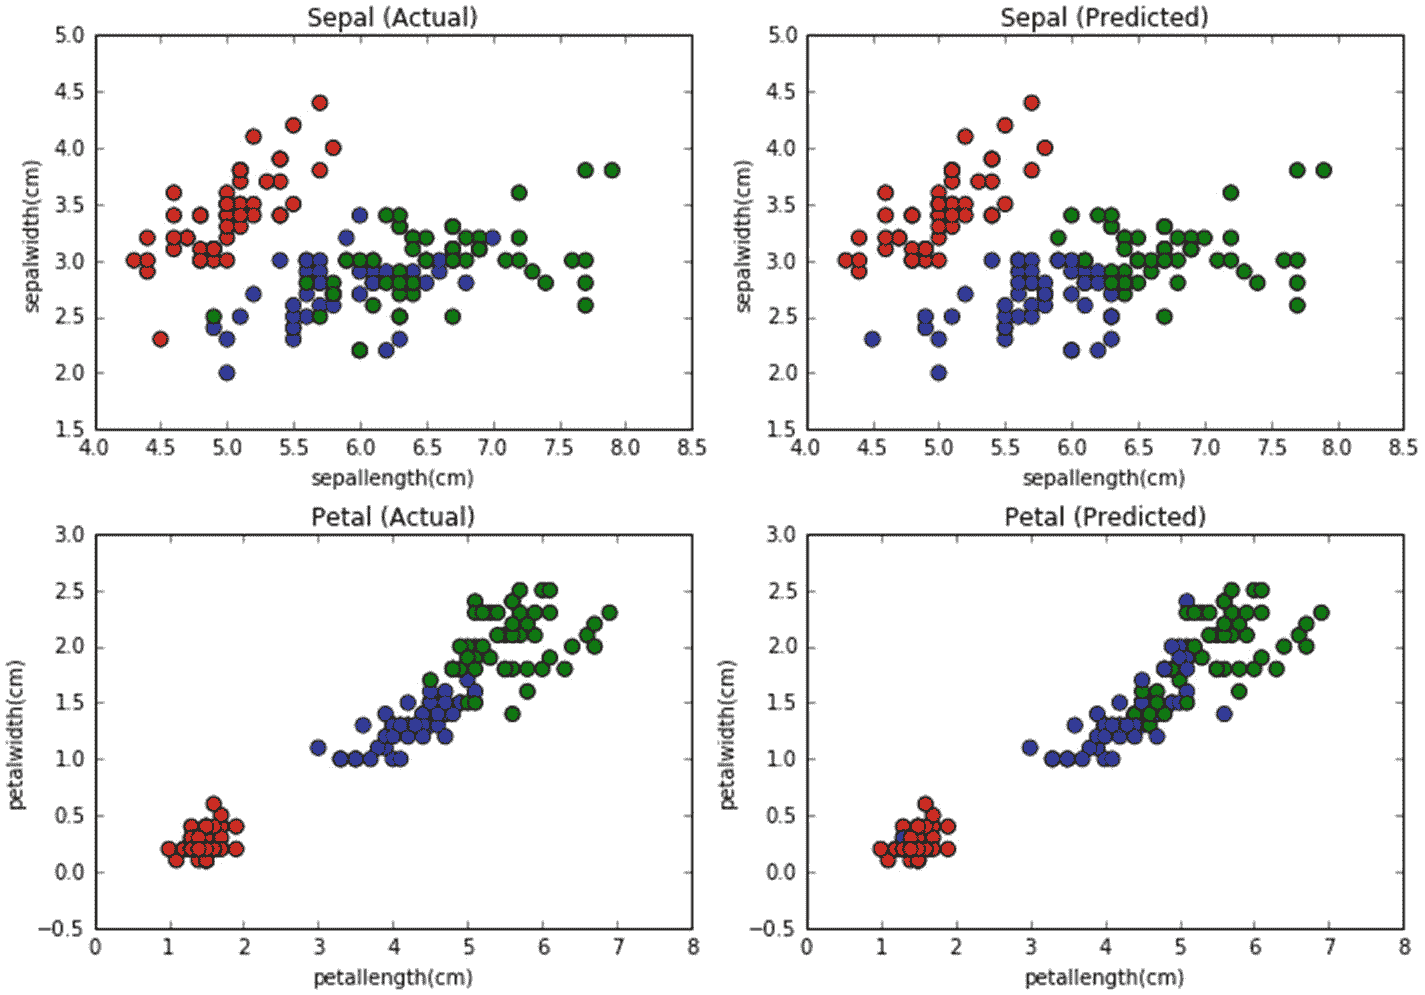 Sepal (Actual)
5.0
4.5
4.0
3.5
3.0
2.5
2.0
1.5
sepalwidth(cm)
4.0 4.5 5.0 5.5 6.0 6.5 7.0 7.5 8.0 8.5
sepallength(cm)
Sepal (Predicted)
5.0
4.5
4.0
3.5
3.0
2.5
2.0
1.5
sepalwidth(cm)
4.0 4.5 5.0 5.5 6.0 6.5 7.0 7.5 8.0 8.5
sepallength(cm)
Petal (Actual)
3.0
2.5
2.0
1.5
1.0
0.5
0.0
−0.5
petalwidth(cm)
0 1 2 3 4 5 6 7 8
petallength(cm)
Petal (Predicted)
3.0
2.5
2.0
1.5
1.0
0.5
0.0
−0.5
petalwidth(cm)
0 1 2 3 4 5 6 7 8
petallength(cm)